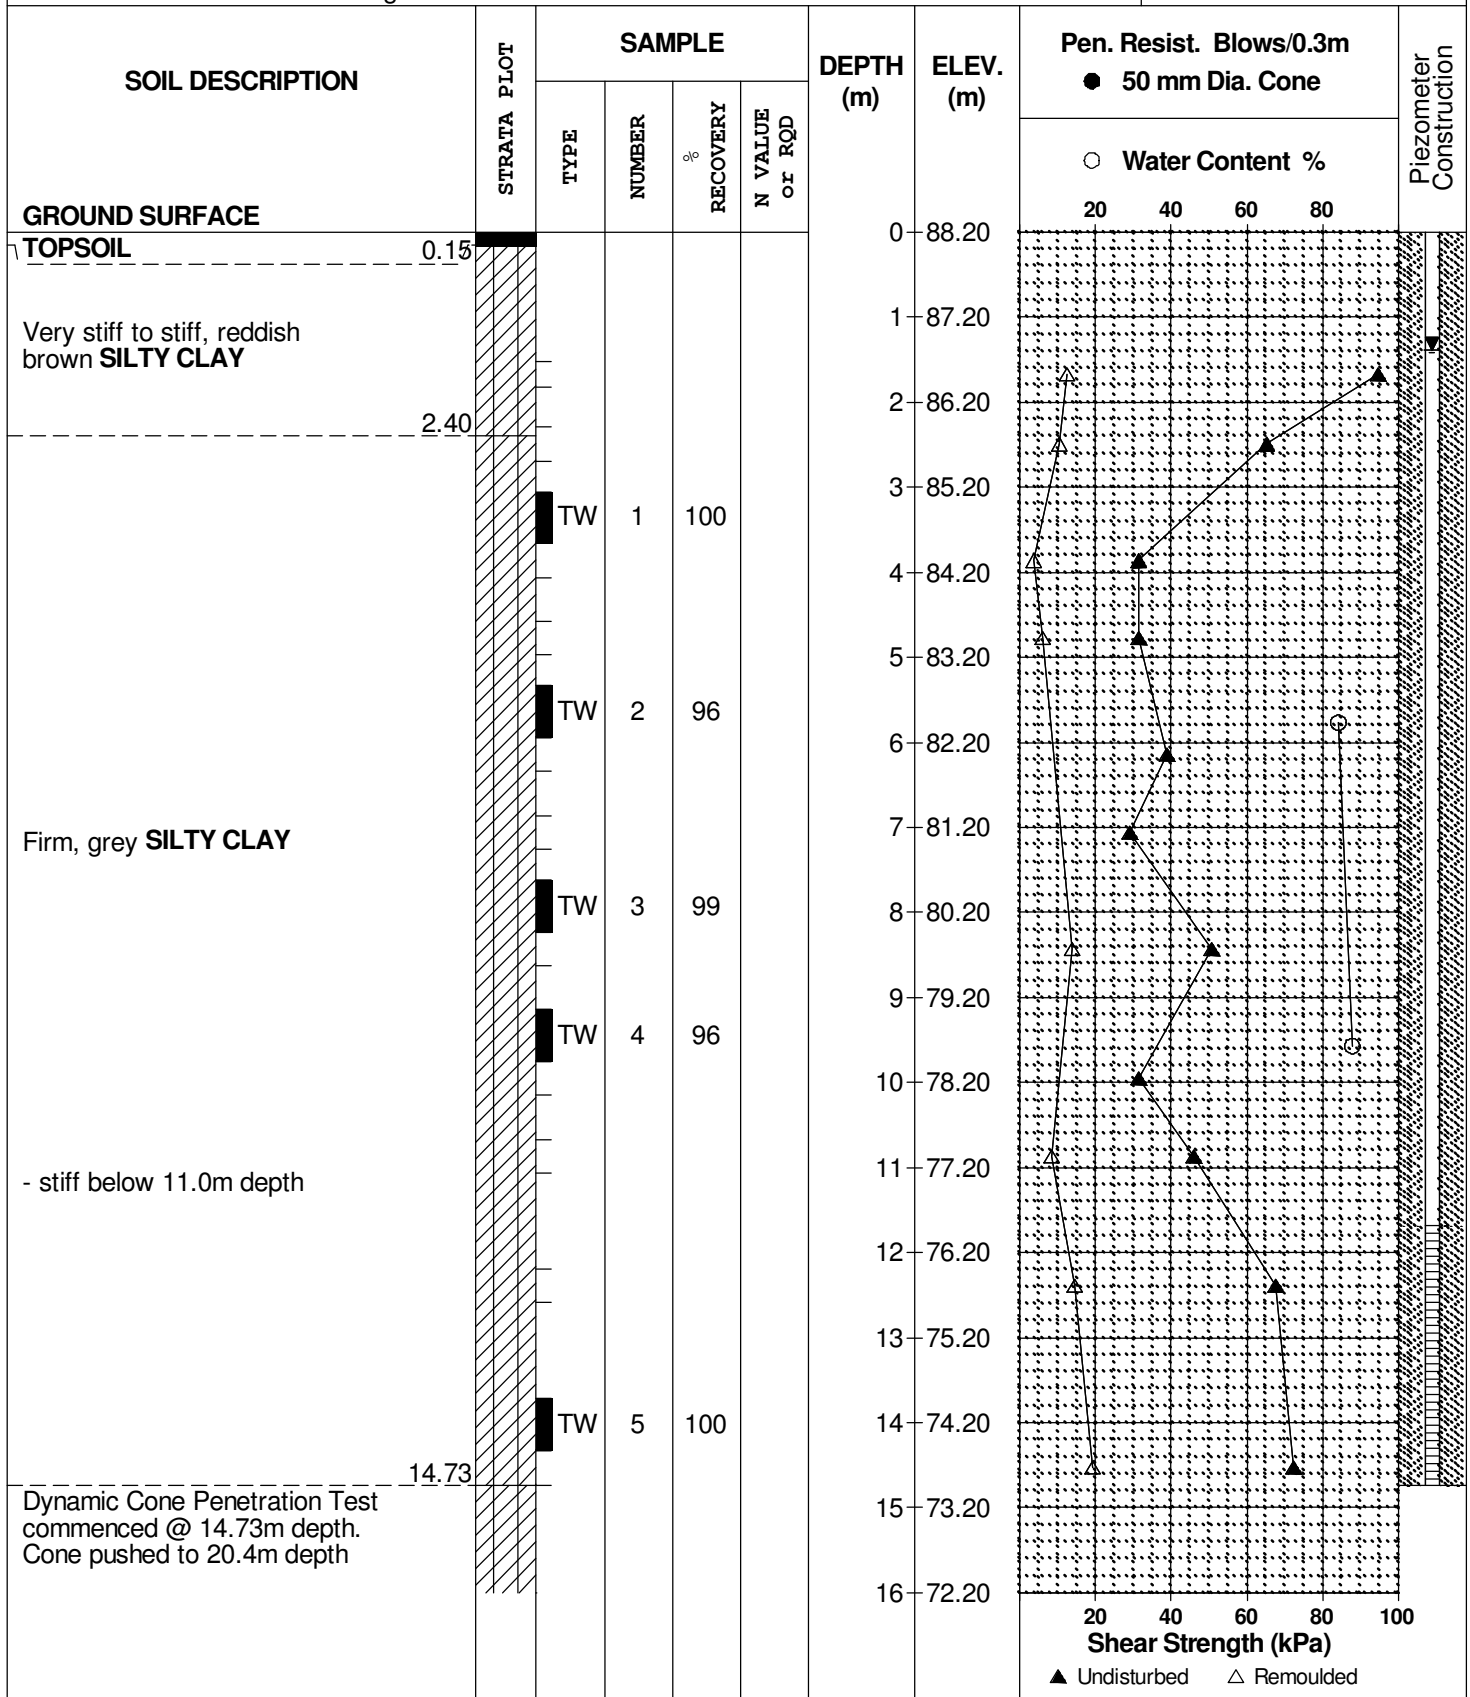 SOIL DESCRIPTION
STRATA PLOT
SAMPLE
TYPE
NUMBER
%
RECOVERY
N VALUE
or RQD
DEPTH
(m)
ELEV.
(m)
Pen. Resist. Blows/0.3m
● 50 mm Dia. Cone
○ Water Content %
Piezometer
Construction
20 40 60 80
GROUND SURFACE
0 88.20
TOPSOIL 0.15
1 87.20
Very stiff to stiff, reddish
brown SILTY CLAY
2 86.20
2.40
3 85.20
TW 1 100
4 84.20
5 83.20
TW 2 96
6 82.20
7 81.20
Firm, grey SILTY CLAY
TW 3 99
8 80.20
9 79.20
TW 4 96
10 78.20
11 77.20
- stiff below 11.0m depth
12 76.20
13 75.20
TW 5 100
14 74.20
14.73
Dynamic Cone Penetration Test
commenced @ 14.73m depth.
Cone pushed to 20.4m depth
15 73.20
16 72.20
20 40 60 80 100
Shear Strength (kPa)
▲ Undisturbed △ Remoulded